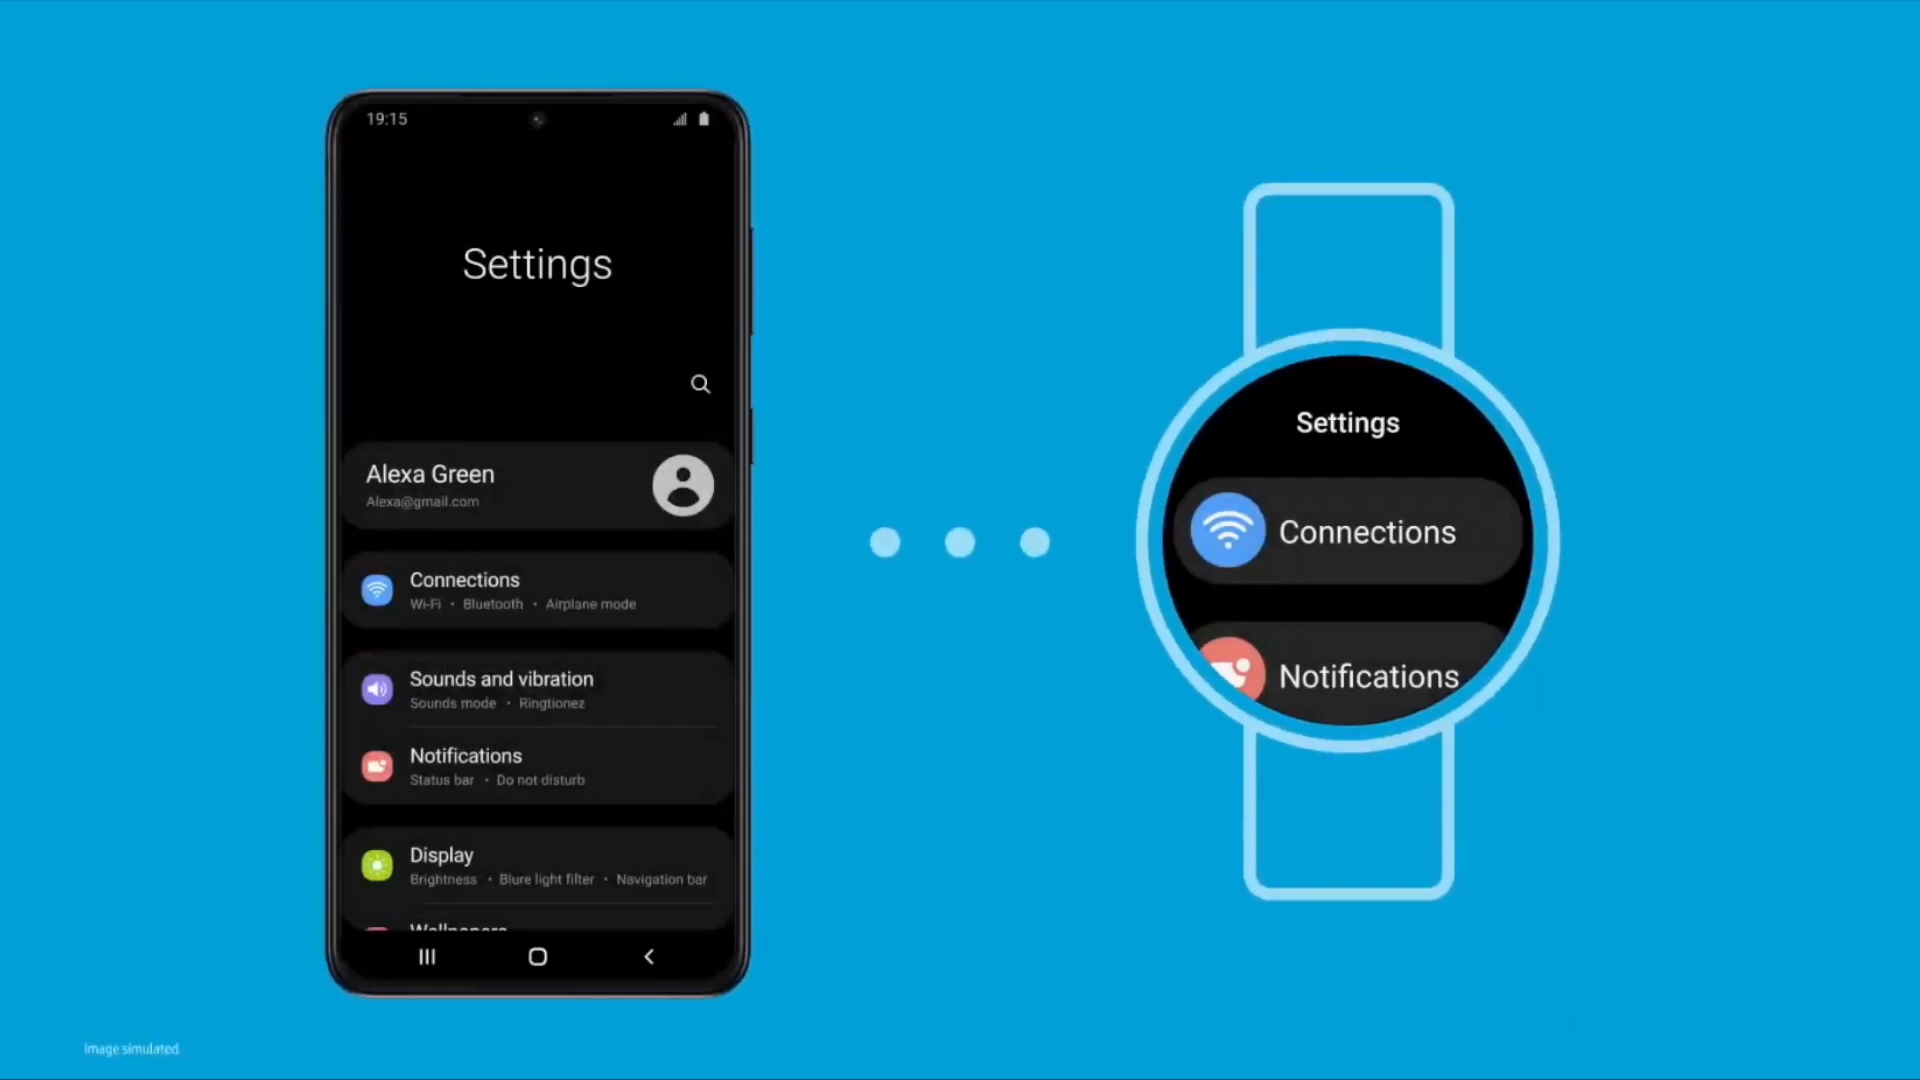 19:15
Settings
Alexa Green
Alexa@gmail.com
Connections
Wi-Fi • Bluetooth • Airplane mode
Sounds and vibration
Sounds mode • Ringtionez
Notifications
Status bar • Do not disturb
Display
Brightness • Blure light filter • Navigation bar
Wallpapers
Settings
Connections
Notifications
Image simulated.